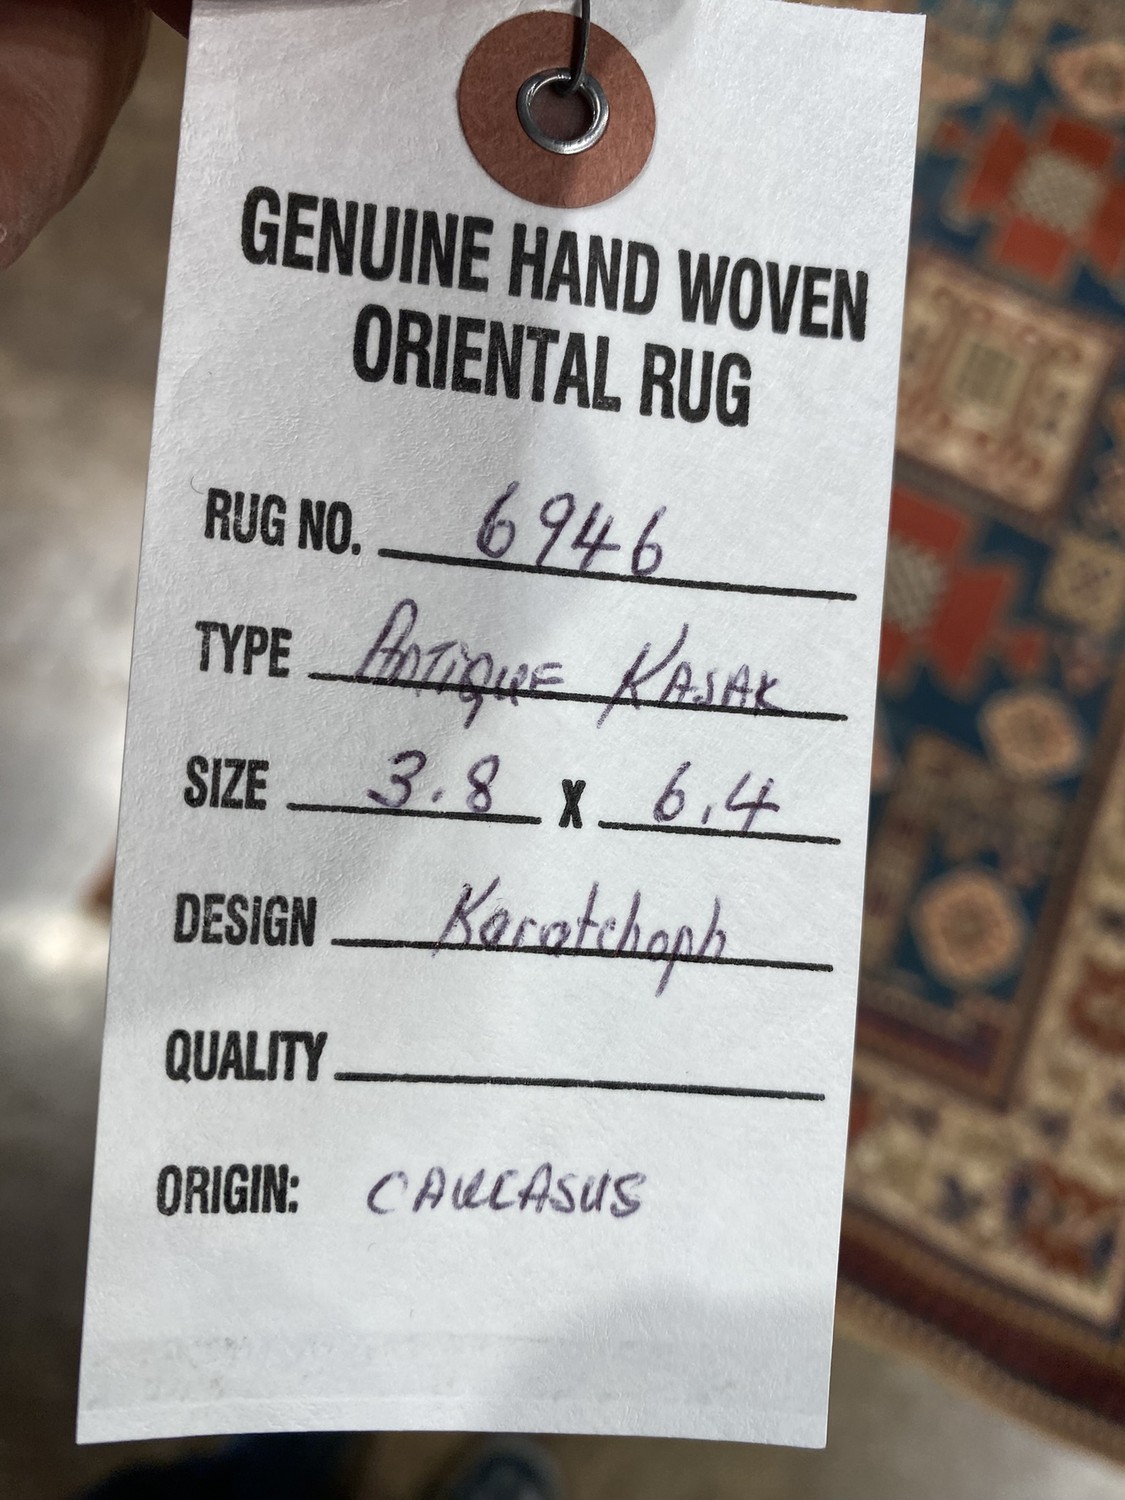 GENUINE HAND WOVEN
ORIENTAL RUG
RUG NO. 6946
TYPE ANTIQUE KASAK
SIZE 3.8 X 6.4
DESIGN Koratchoph
QUALITY
ORIGIN: CAUCASUS